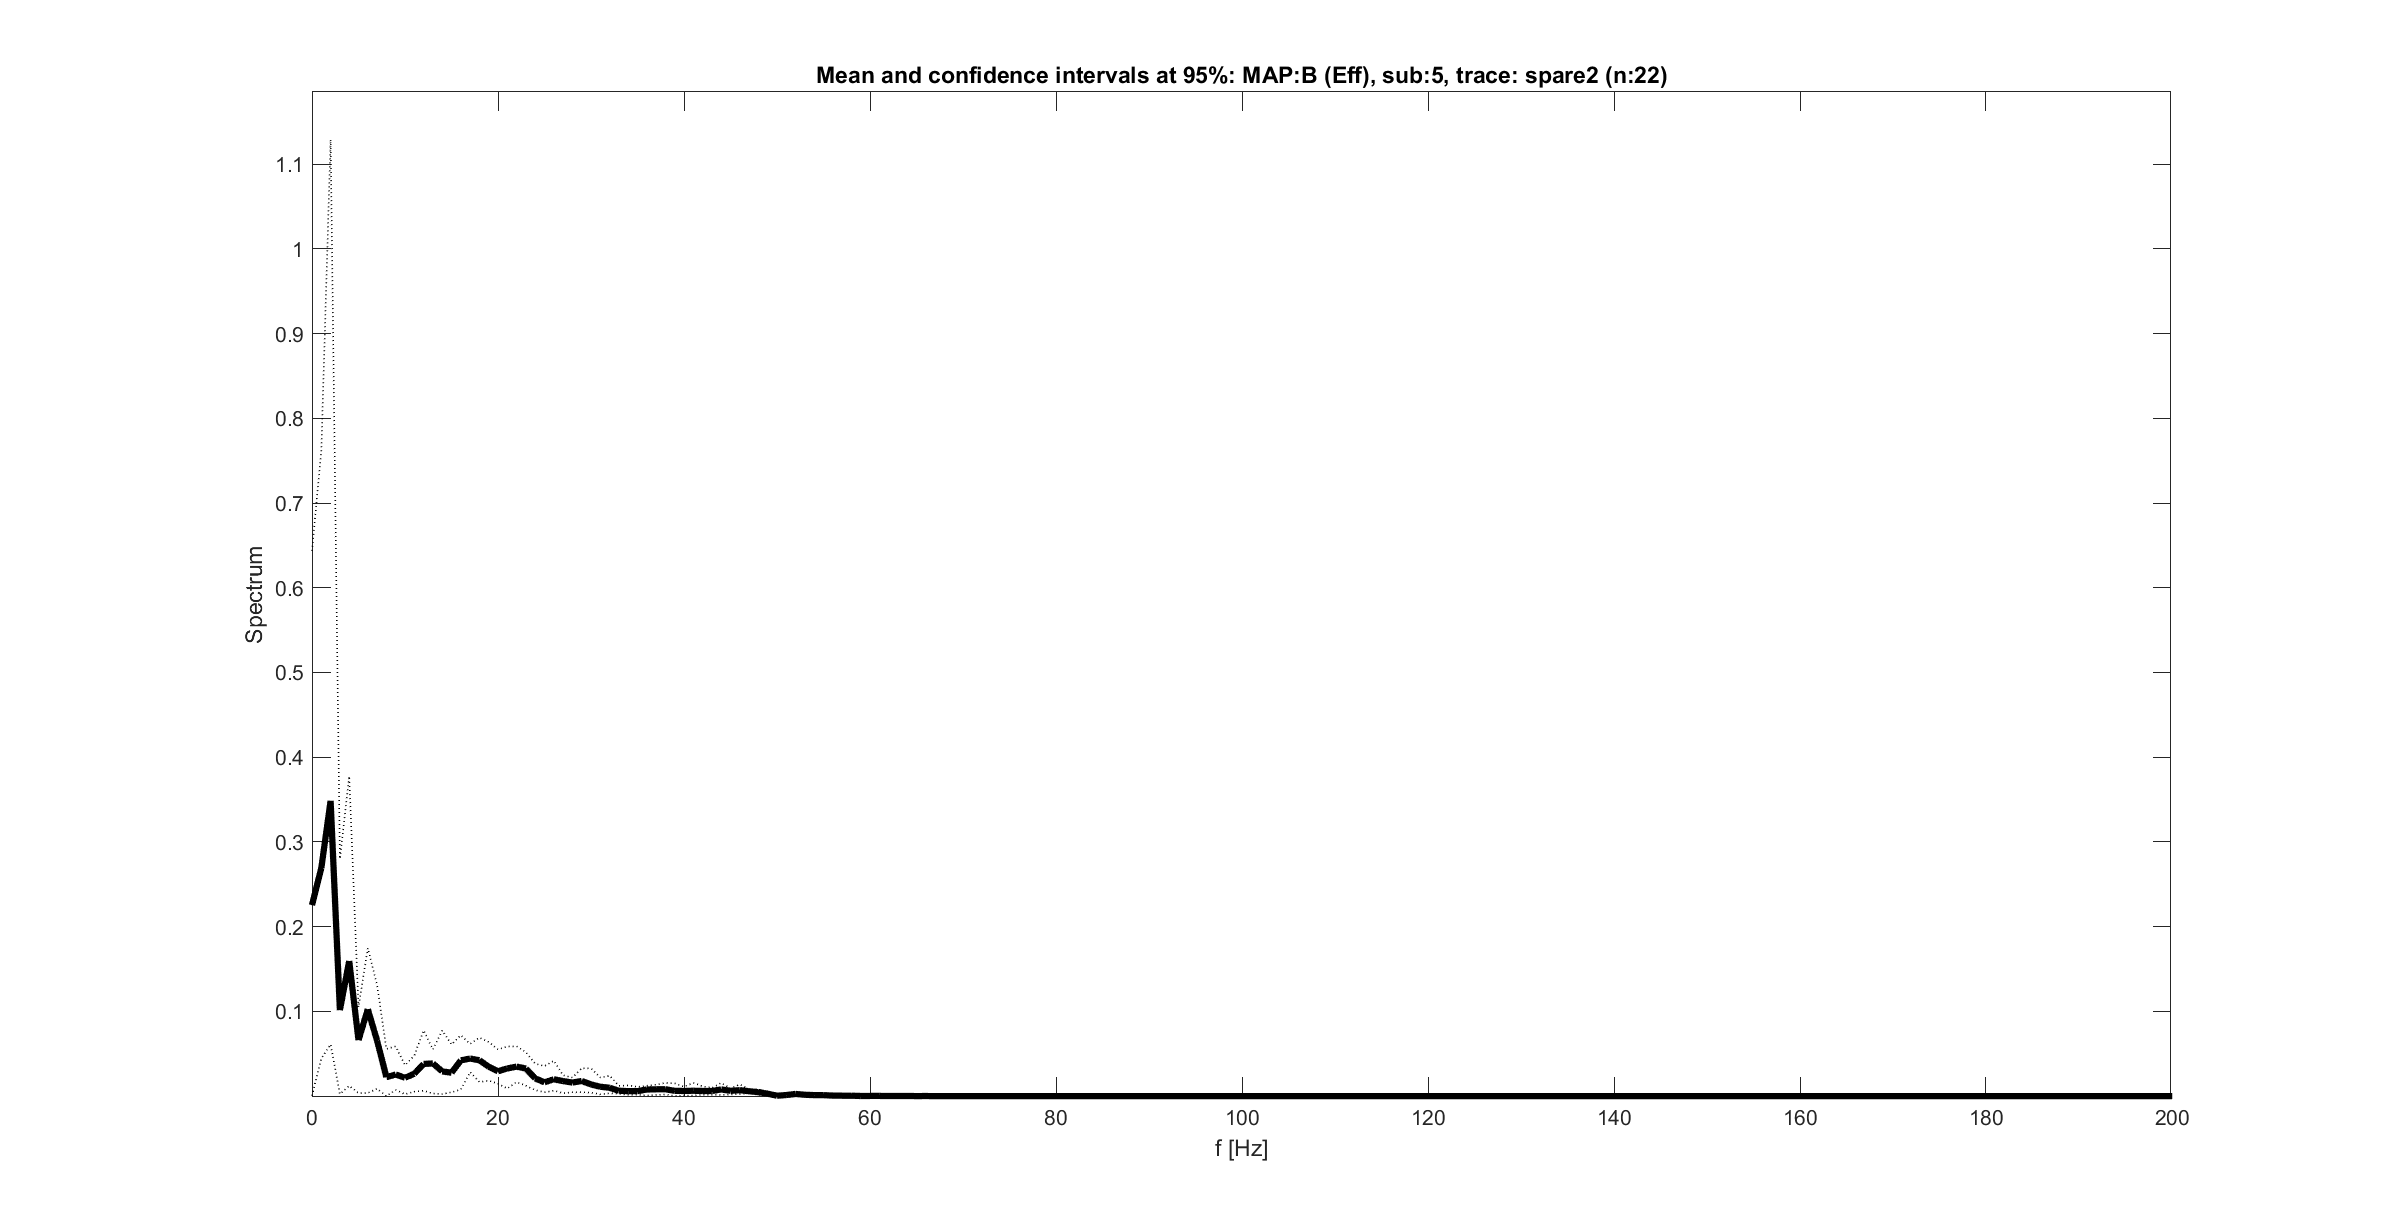 Mean and confidence intervals at 95%: MAP:B (Eff), sub:5, trace: spare2 (n:22)
1.1
1
0.9
0.8
0.7
0.6
0.5
0.4
0.3
0.2
0.1
Spectrum
0 20 40 60 80 100 120 140 160 180 200
f [Hz]